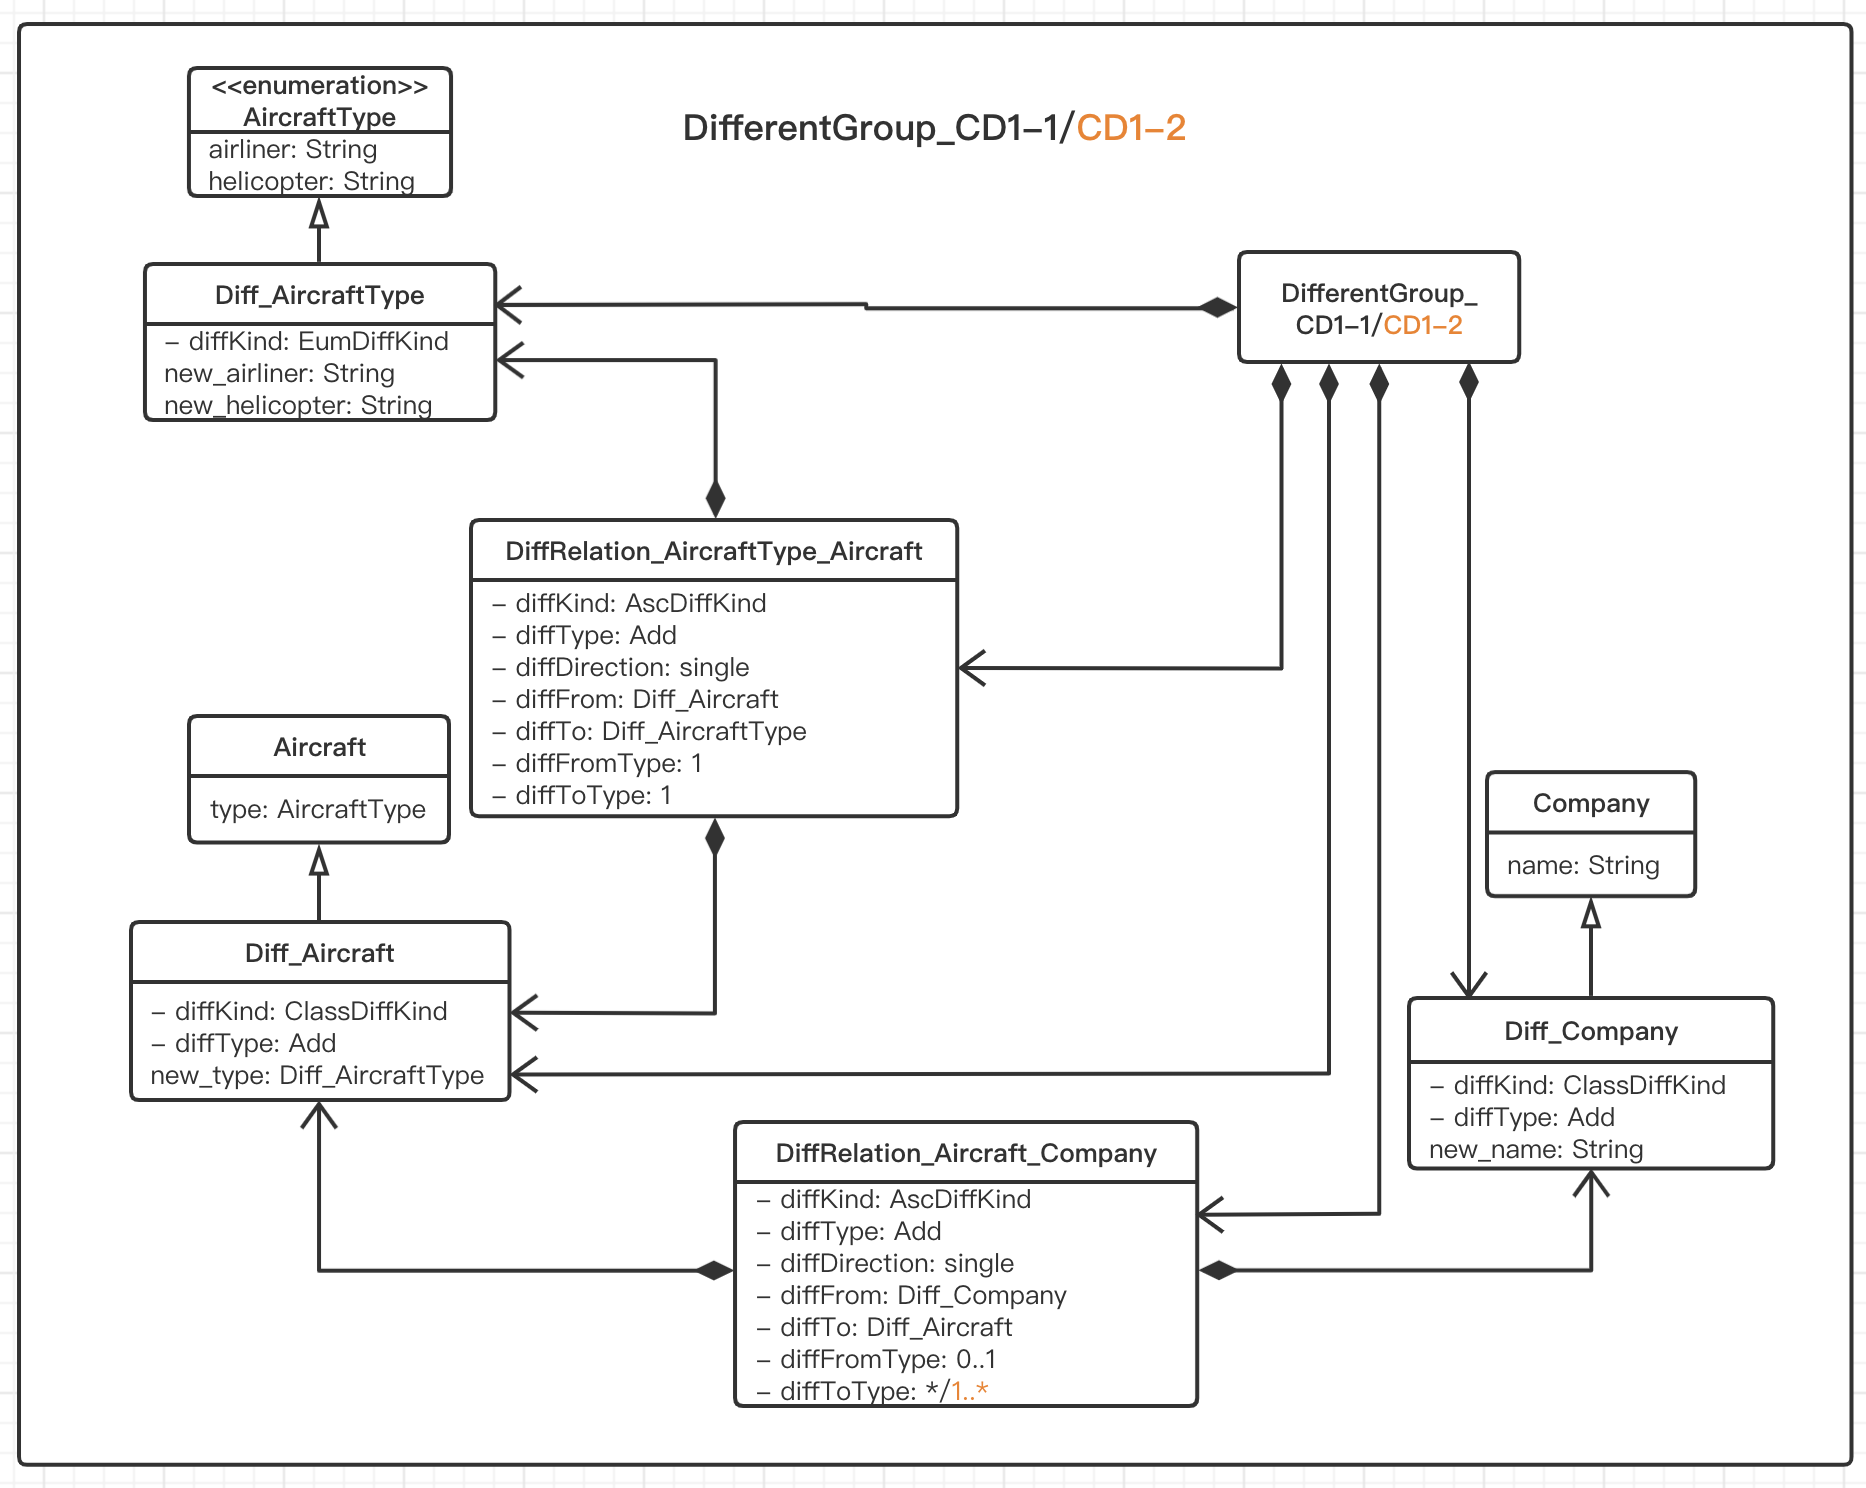 <<enumeration>>
AircraftType
airliner: String
helicopter: String
DifferentGroup_CD1-1/CD1-2
Diff_AircraftType
- diffKind: EumDiffKind
new_airliner: String
new_helicopter: String
DifferentGroup_
CD1-1/CD1-2
DiffRelation_AircraftType_Aircraft
- diffKind: AscDiffKind
- diffType: Add
- diffDirection: single
- diffFrom: Diff_Aircraft
- diffTo: Diff_AircraftType
- diffFromType: 1
- diffToType: 1
Aircraft
type: AircraftType
Company
name: String
Diff_Aircraft
- diffKind: ClassDiffKind
- diffType: Add
new_type: Diff_AircraftType
Diff_Company
- diffKind: ClassDiffKind
- diffType: Add
new_name: String
DiffRelation_Aircraft_Company
- diffKind: AscDiffKind
- diffType: Add
- diffDirection: single
- diffFrom: Diff_Company
- diffTo: Diff_Aircraft
- diffFromType: 0..1
- diffToType: */1..*